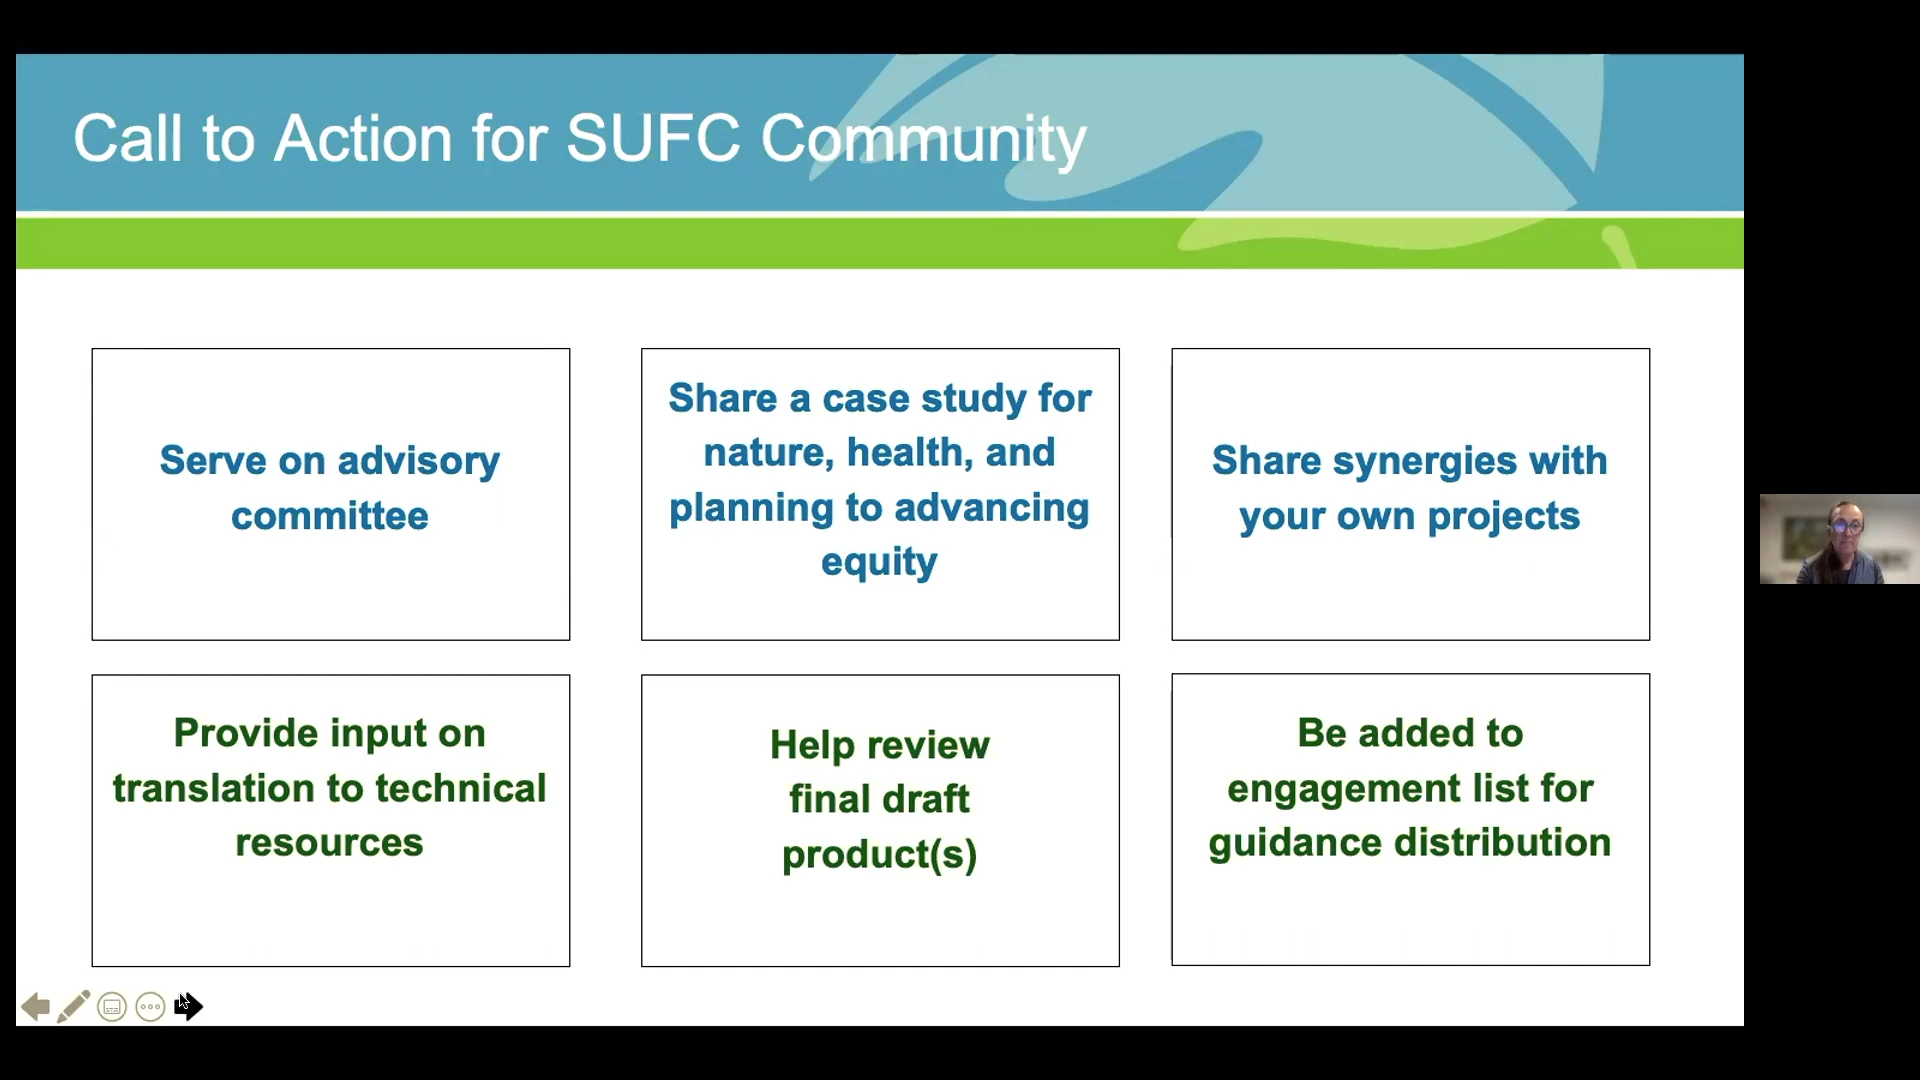 Call to Action for SUFC Community
Serve on advisory
committee
Share a case study for
nature, health, and
planning to advancing
equity
Share synergies with
your own projects
Provide input on
translation to technical
resources
Help review
final draft
product(s)
Be added to
engagement list for
guidance distribution